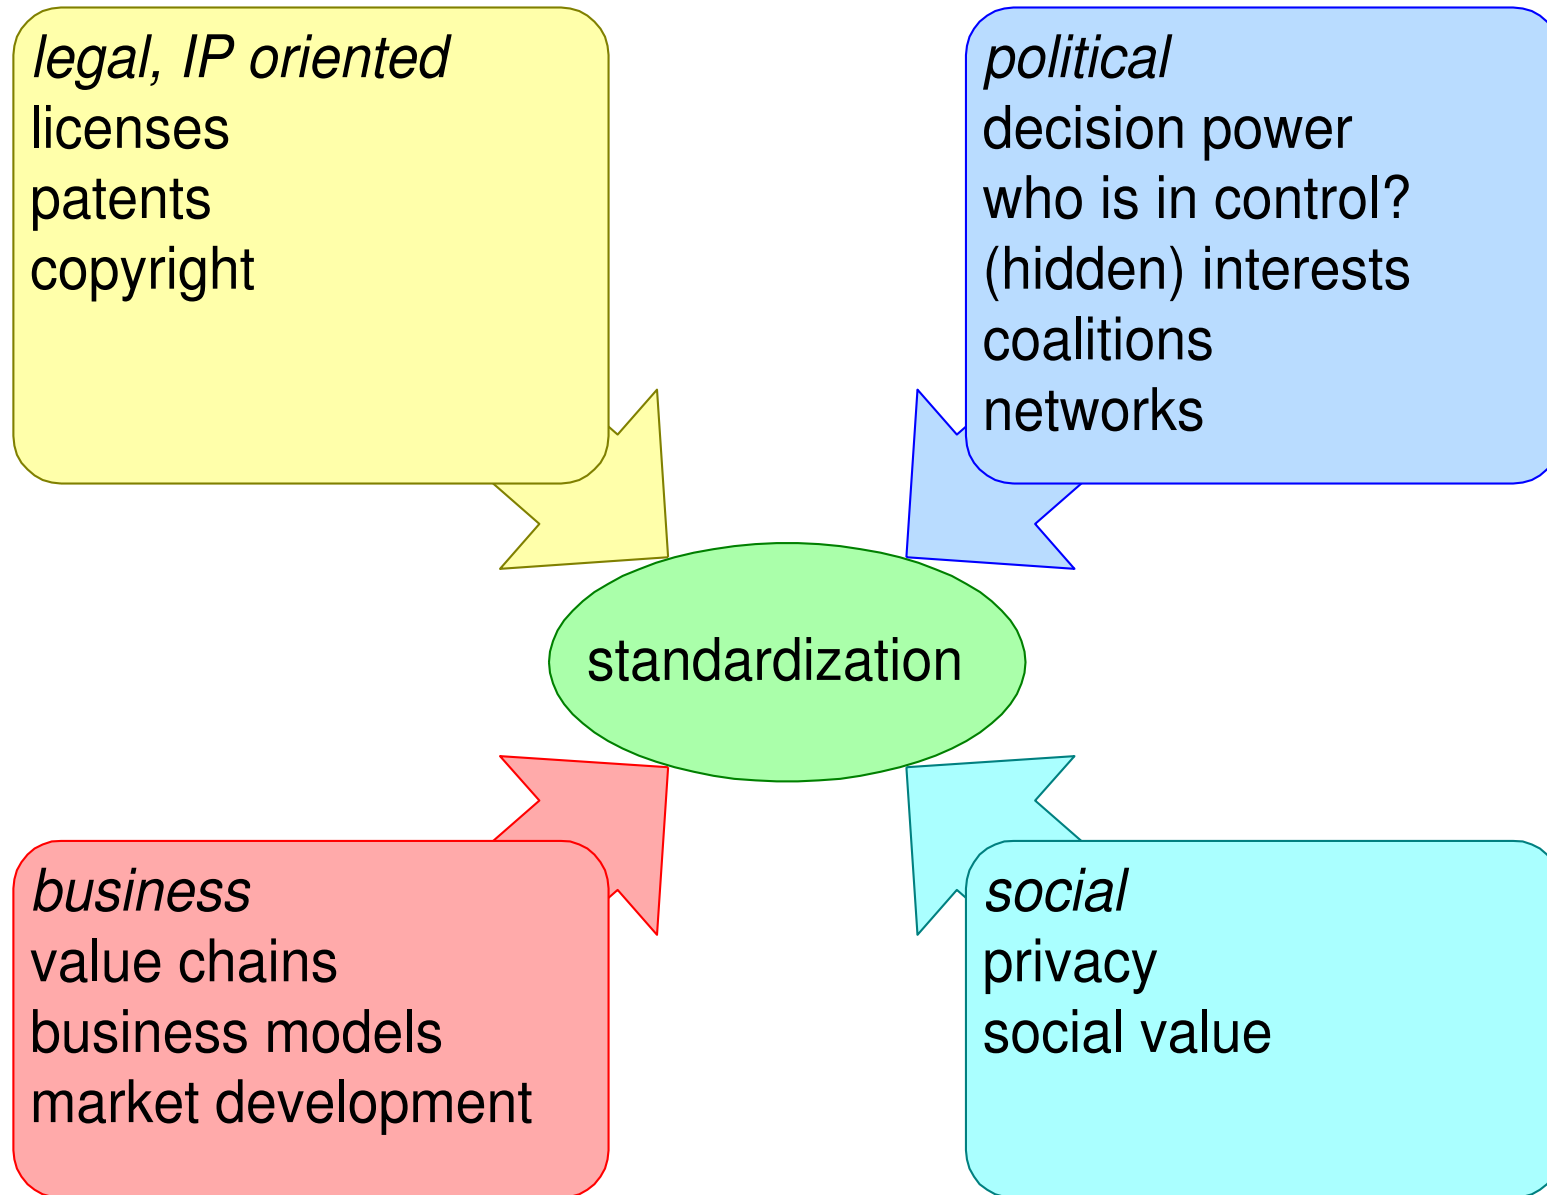 legal, IP oriented
licenses
patents
copyright
political
decision power
who is in control?
(hidden) interests
coalitions
networks
standardization
business
value chains
business models
market development
social
privacy
social value